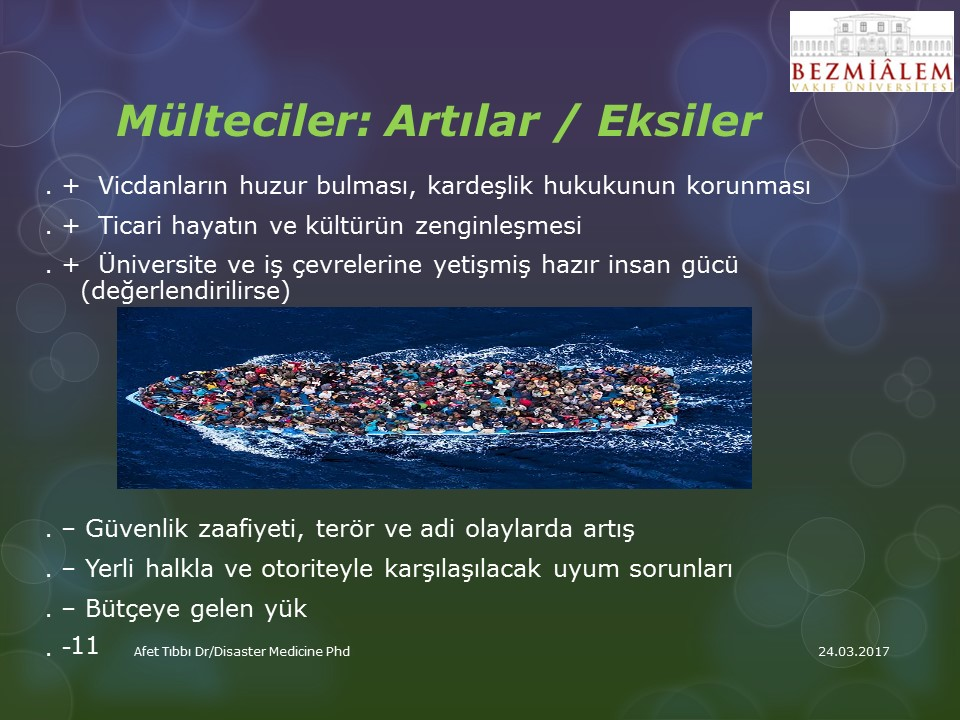 BEZMİÂLEM
VAKIF ÜNİVERSİTESİ
Mülteciler: Artılar / Eksiler
. + Vicdanların huzur bulması, kardeşlik hukukunun korunması
. + Ticari hayatın ve kültürün zenginleşmesi
. + Üniversite ve iş çevrelerine yetişmiş hazır insan gücü
(değerlendirilirse)
. – Güvenlik zaafiyeti, terör ve adi olaylarda artış
. – Yerli halkla ve otoriteyle karşılaşılacak uyum sorunları
. – Bütçeye gelen yük
. -11 Afet Tıbbı Dr/Disaster Medicine Phd 24.03.2017